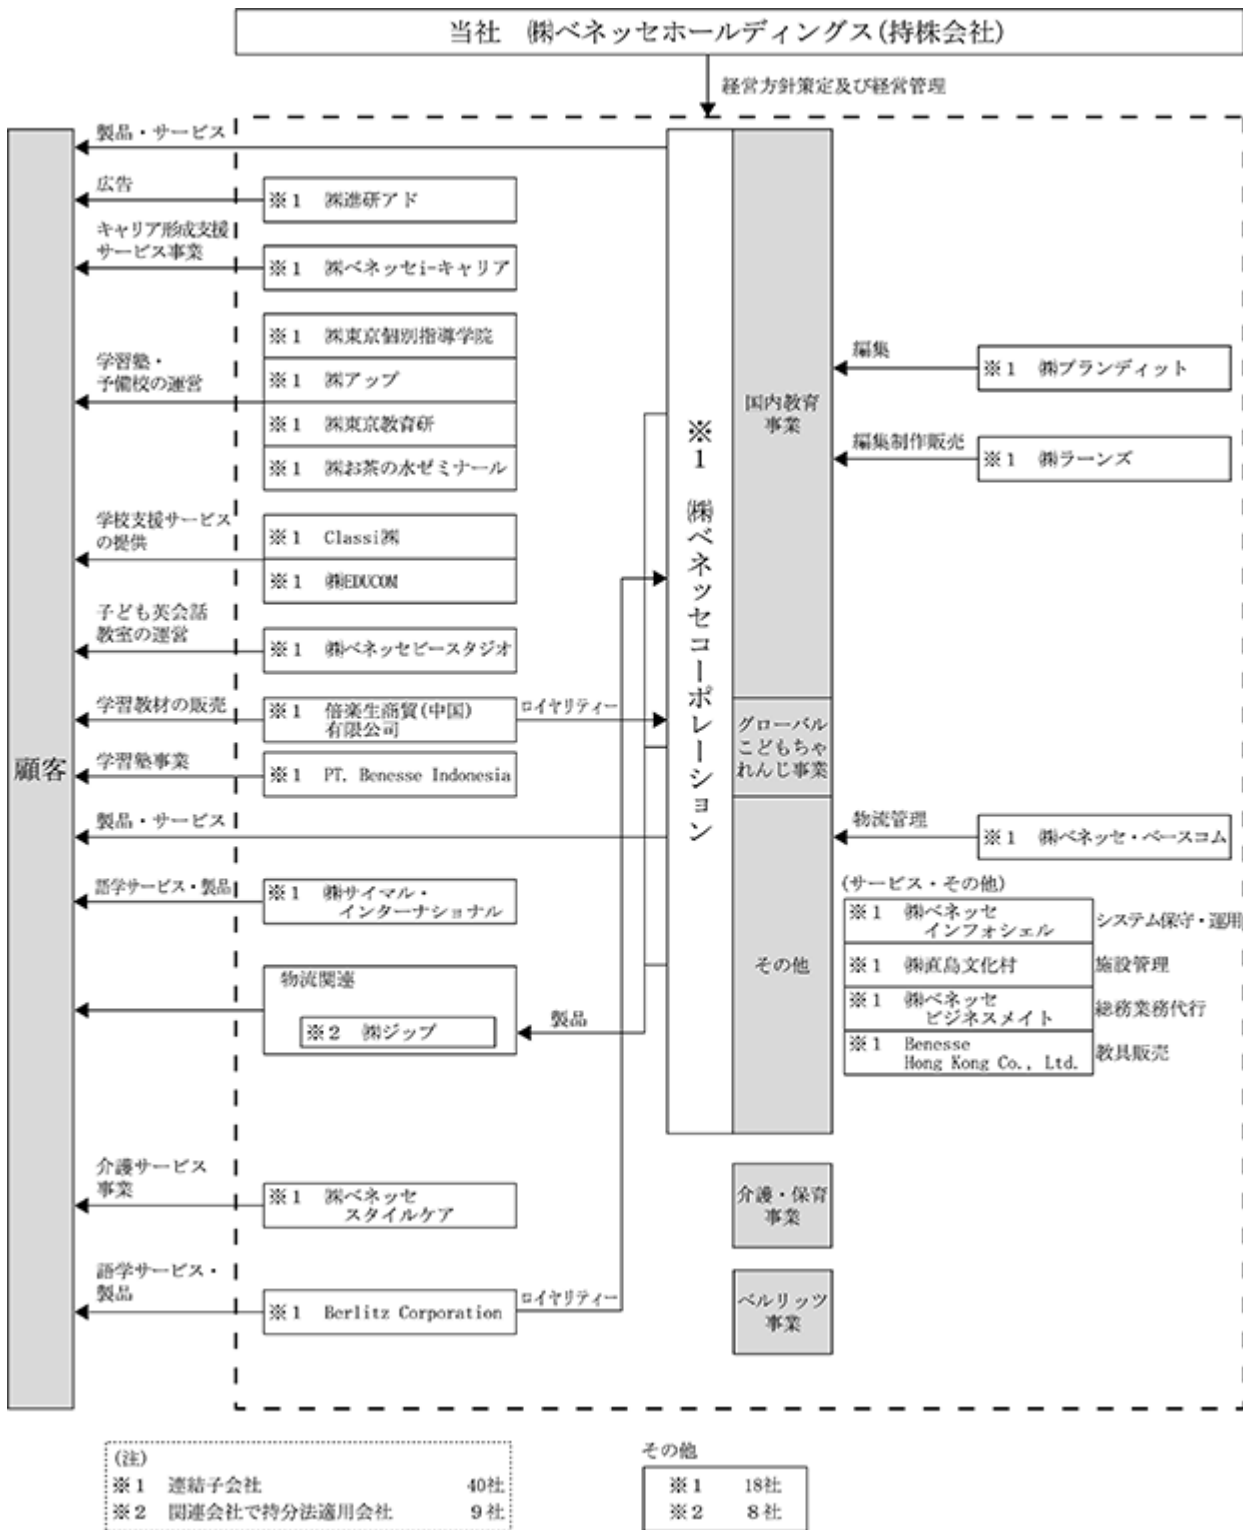 当社 ㈱ベネッセホールディングス(持株会社)
経営方針策定及び経営管理
顧客
製品・サービス
広告
※1 ㈱進研アド
キャリア形成支援
サービス事業
※1 ㈱ベネッセi-キャリア
学習塾・
予備校の運営
※1 ㈱東京個別指導学院
※1 ㈱アップ
※1 ㈱東京教育研
※1 ㈱お茶の水ゼミナール
学校支援サービス
の提供
※1 Classi㈱
※1 ㈱EDUCOM
子ども英会話
教室の運営
※1 ㈱ベネッセビースタジオ
学習教材の販売
※1 倍楽生商貿(中国)
有限公司
ロイヤリティー
学習塾事業
※1 PT. Benesse Indonesia
製品・サービス
語学サービス・製品
※1 ㈱サイマル・
インターナショナル
物流関連
※2 ㈱ジップ
製品
介護サービス
事業
※1 ㈱ベネッセ
スタイルケア
語学サービス・
製品
※1 Berlitz Corporation
ロイヤリティー
※1 ㈱ベネッセコーポレーション
国内教育
事業
グローバル
こどもちゃ
れんじ事業
その他
介護・保育
事業
ベルリッツ
事業
編集
※1 ㈱プランディット
編集制作販売
※1 ㈱ラーンズ
物流管理
※1 ㈱ベネッセ・ベースコム
(サービス・その他)
※1 ㈱ベネッセ
インフォシェル
システム保守・運用
※1 ㈱直島文化村
施設管理
※1 ㈱ベネッセ
ビジネスメイト
総務業務代行
※1 Benesse
Hong Kong Co., Ltd.
教具販売
(注)
※1 連結子会社 40社
※2 関連会社で持分法適用会社 9社
その他
※1 18社
※2 8社